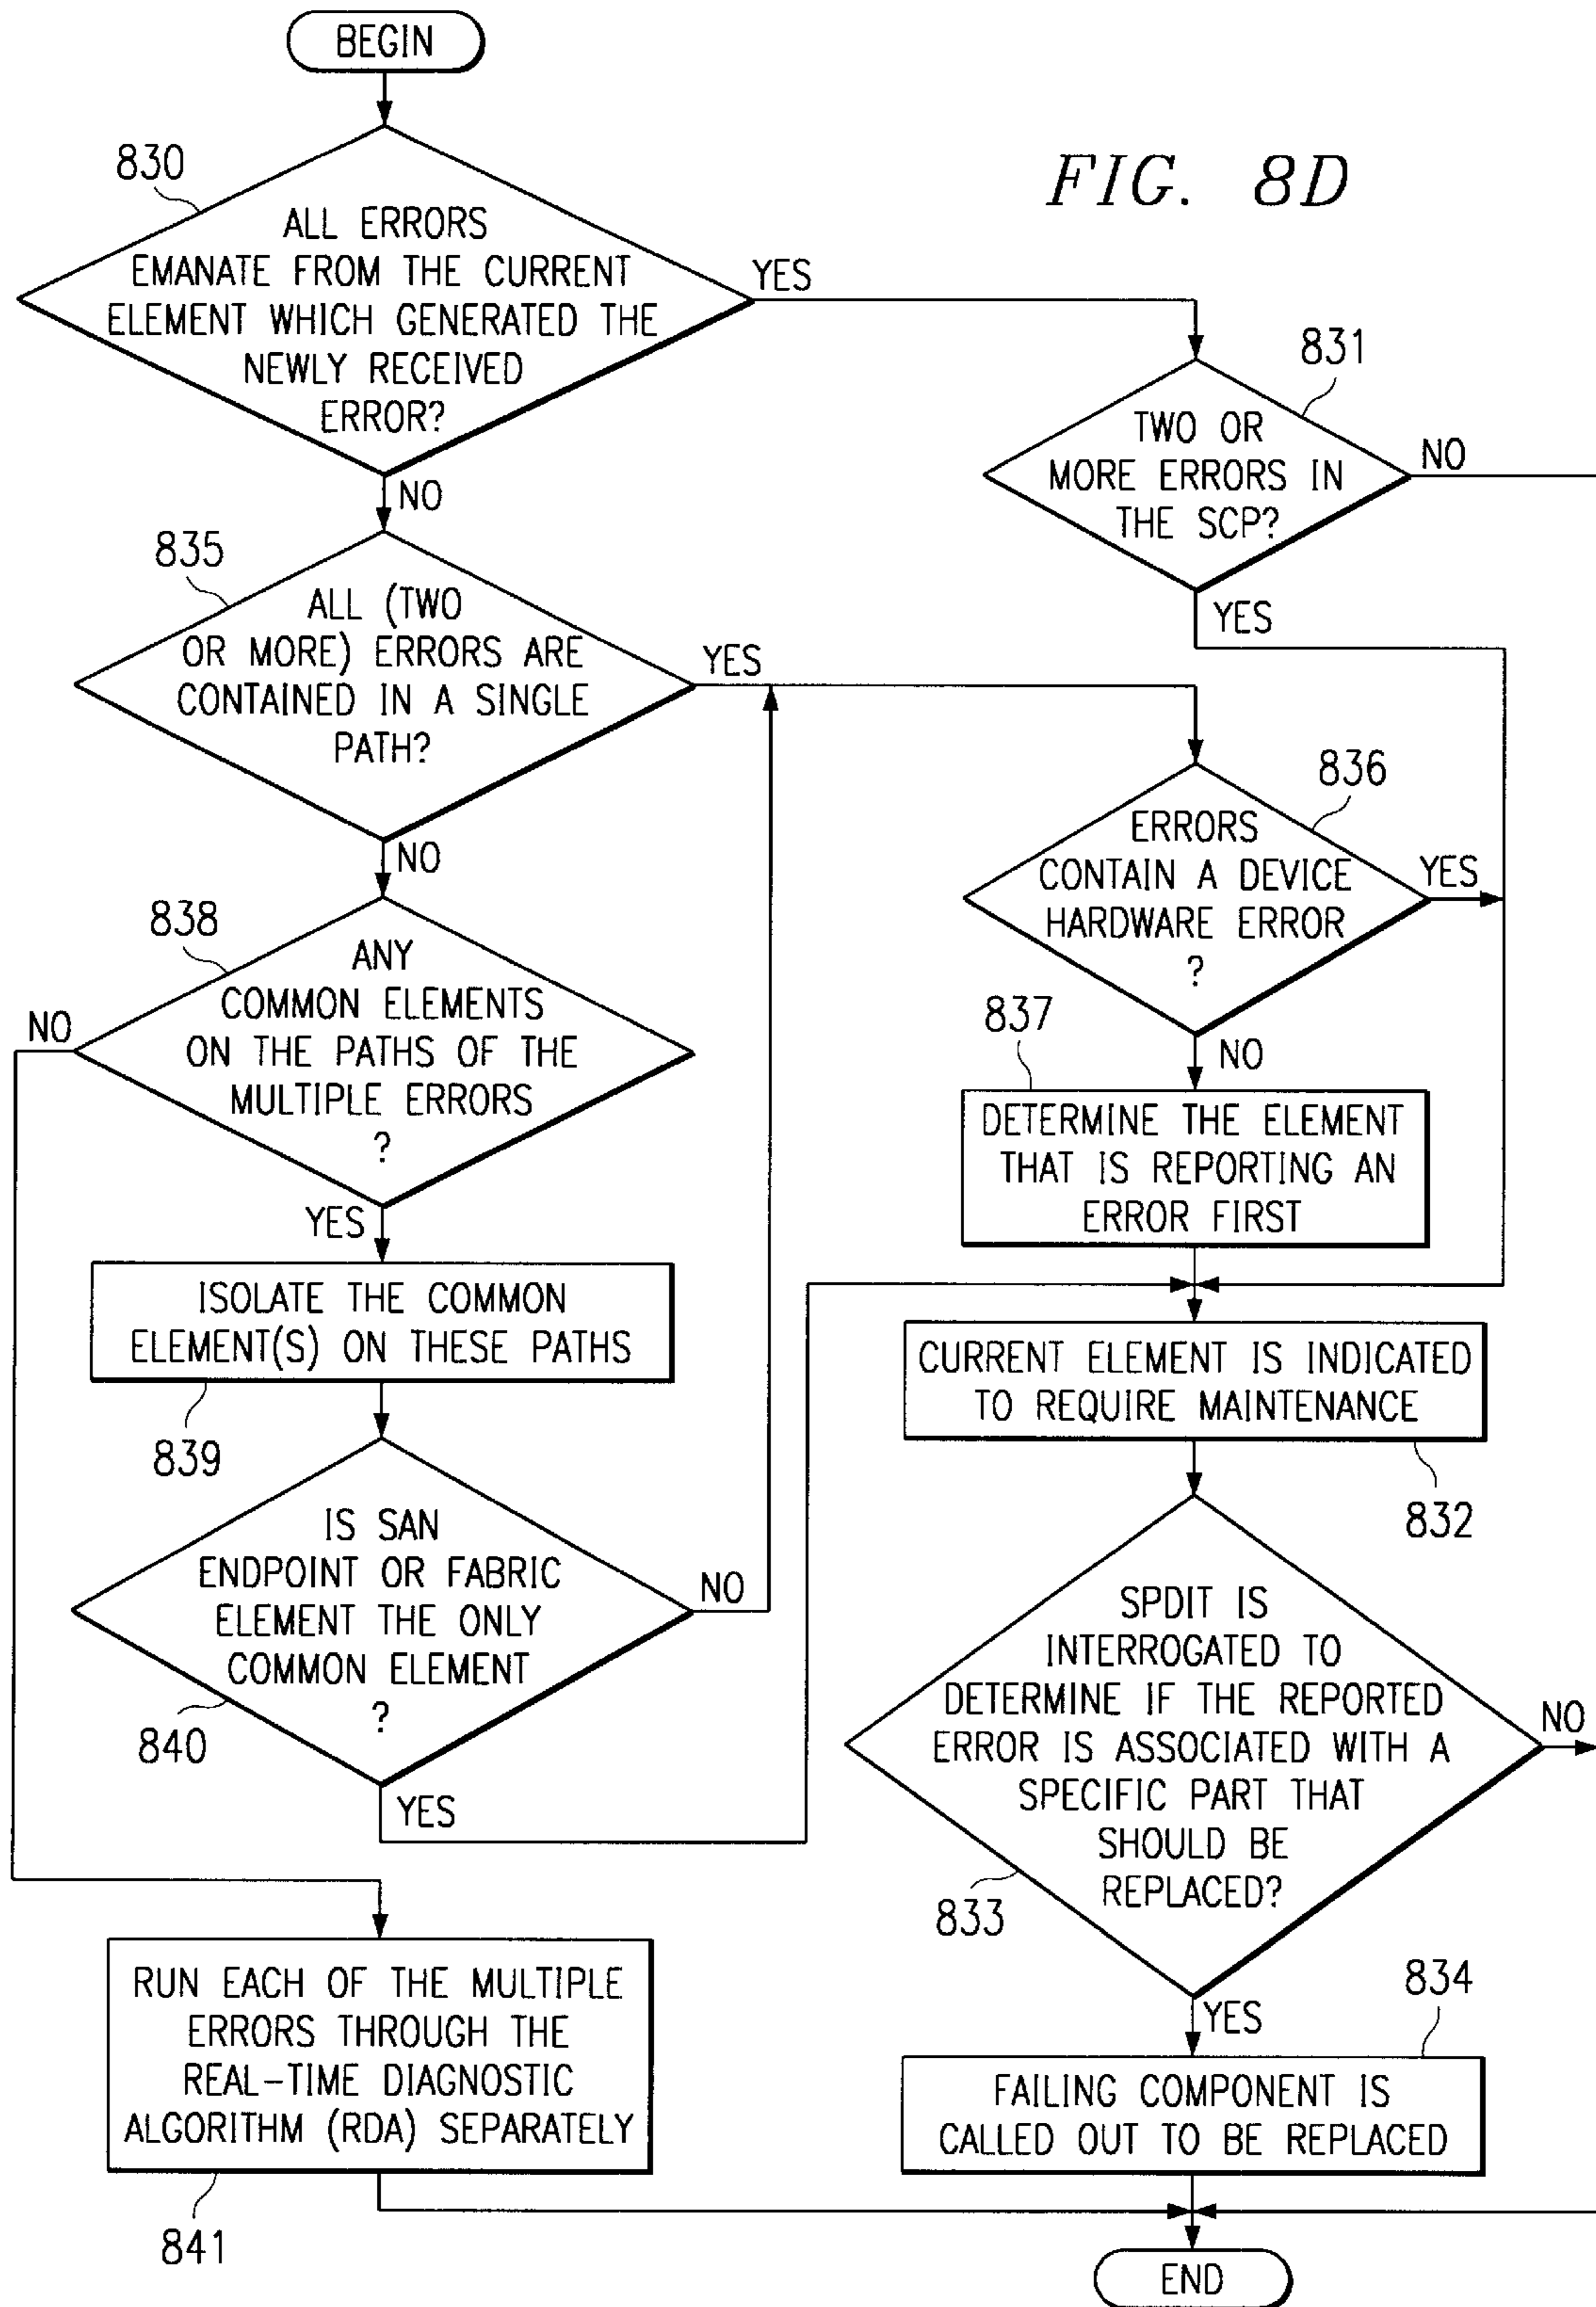 BEGIN
FIG. 8D
830
ALL ERRORS
EMANATE FROM THE CURRENT
ELEMENT WHICH GENERATED THE
NEWLY RECEIVED
ERROR?
YES
NO
831
TWO OR
MORE ERRORS IN
THE SCP?
NO
YES
835
ALL (TWO
OR MORE) ERRORS ARE
CONTAINED IN A SINGLE
PATH?
YES
NO
836
ERRORS
CONTAIN A DEVICE
HARDWARE ERROR
?
YES
NO
838
ANY
COMMON ELEMENTS
ON THE PATHS OF THE
MULTIPLE ERRORS
?
NO
YES
837
DETERMINE THE ELEMENT
THAT IS REPORTING AN
ERROR FIRST
ISOLATE THE COMMON
ELEMENT(S) ON THESE PATHS
839
CURRENT ELEMENT IS INDICATED
TO REQUIRE MAINTENANCE
832
IS SAN
ENDPOINT OR FABRIC
ELEMENT THE ONLY
COMMON ELEMENT
?
840
NO
YES
SPDIT IS
INTERROGATED TO
DETERMINE IF THE REPORTED
ERROR IS ASSOCIATED WITH A
SPECIFIC PART THAT
SHOULD BE
REPLACED?
833
NO
YES
RUN EACH OF THE MULTIPLE
ERRORS THROUGH THE
REAL-TIME DIAGNOSTIC
ALGORITHM (RDA) SEPARATELY
841
834
FAILING COMPONENT IS
CALLED OUT TO BE REPLACED
END